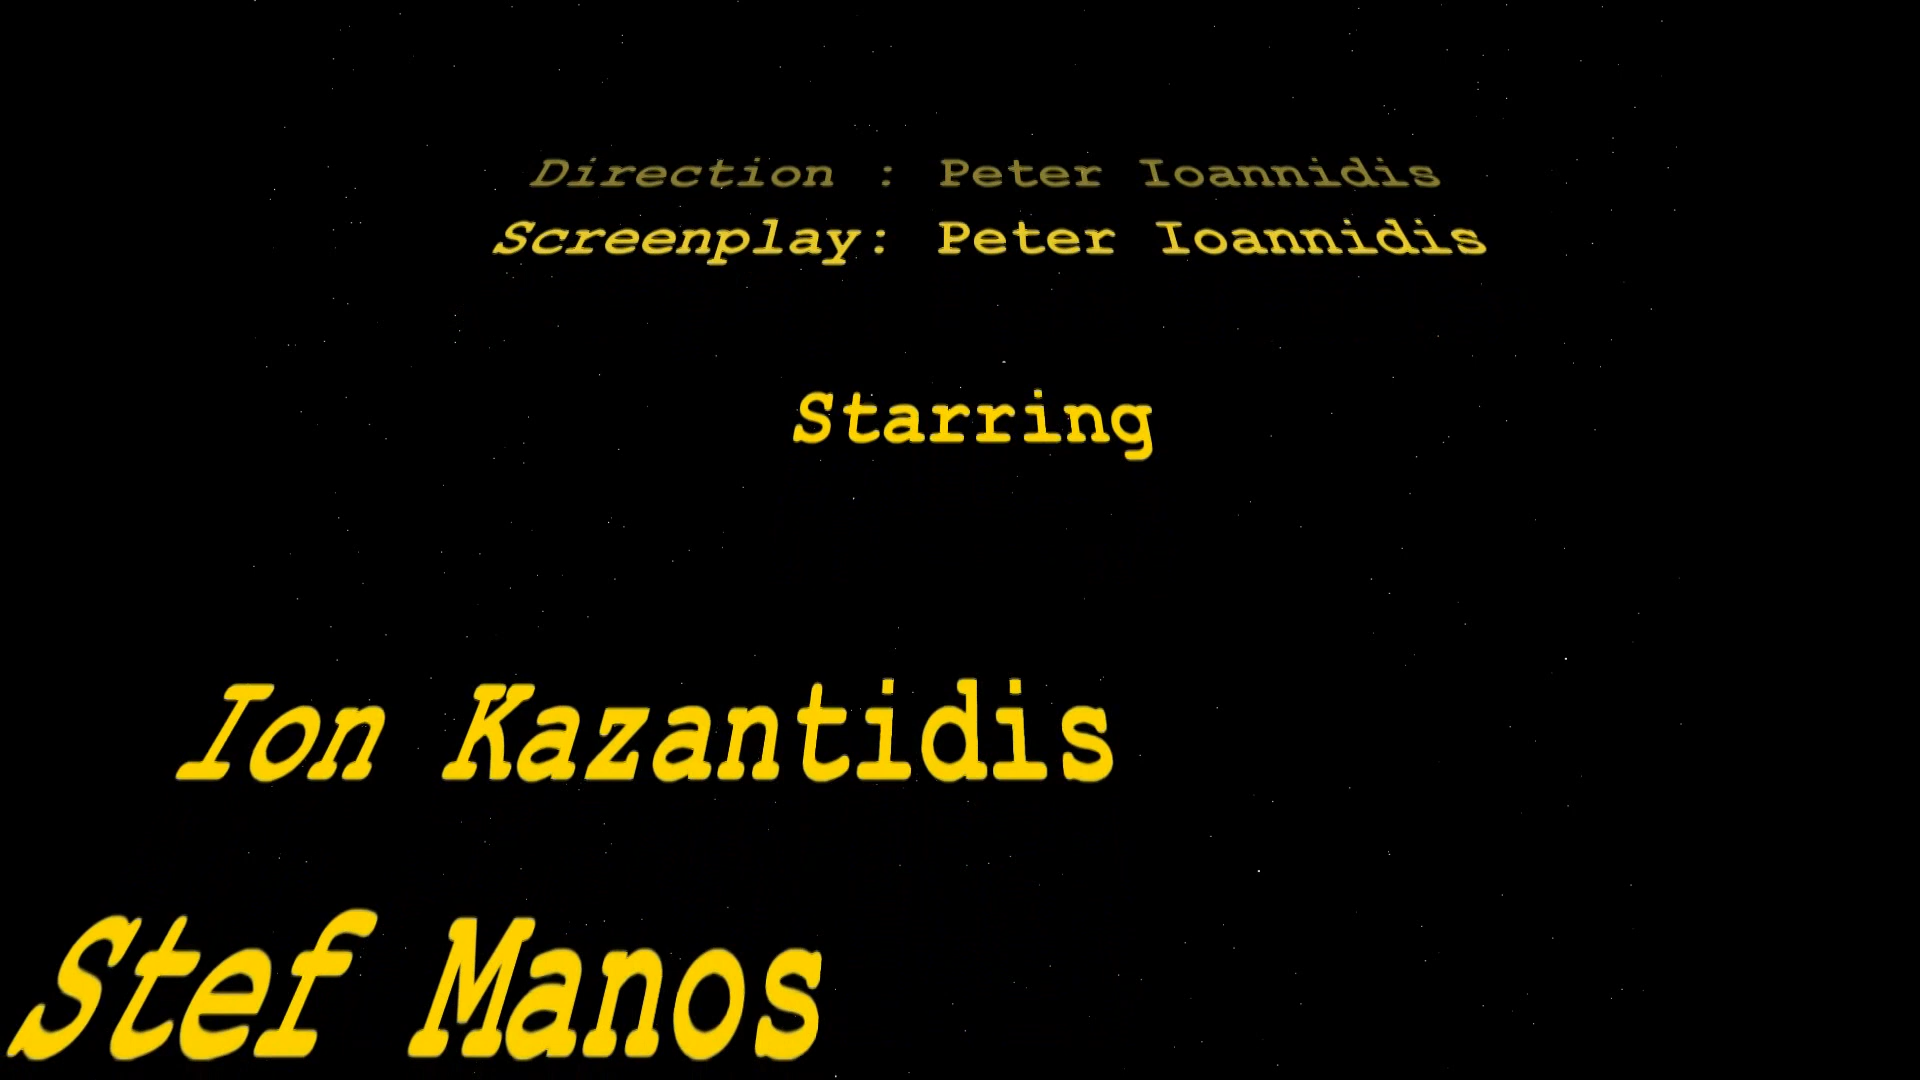 Direction : Peter Ioannidis
Screenplay: Peter Ioannidis
Starring
Ion Kazantidis
Stef Manos